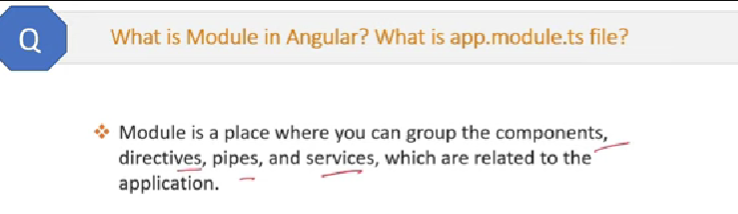 Q
What is Module in Angular? What is app.module.ts file?
Module is a place where you can group the components,
directives, pipes, and services, which are related to the
application.